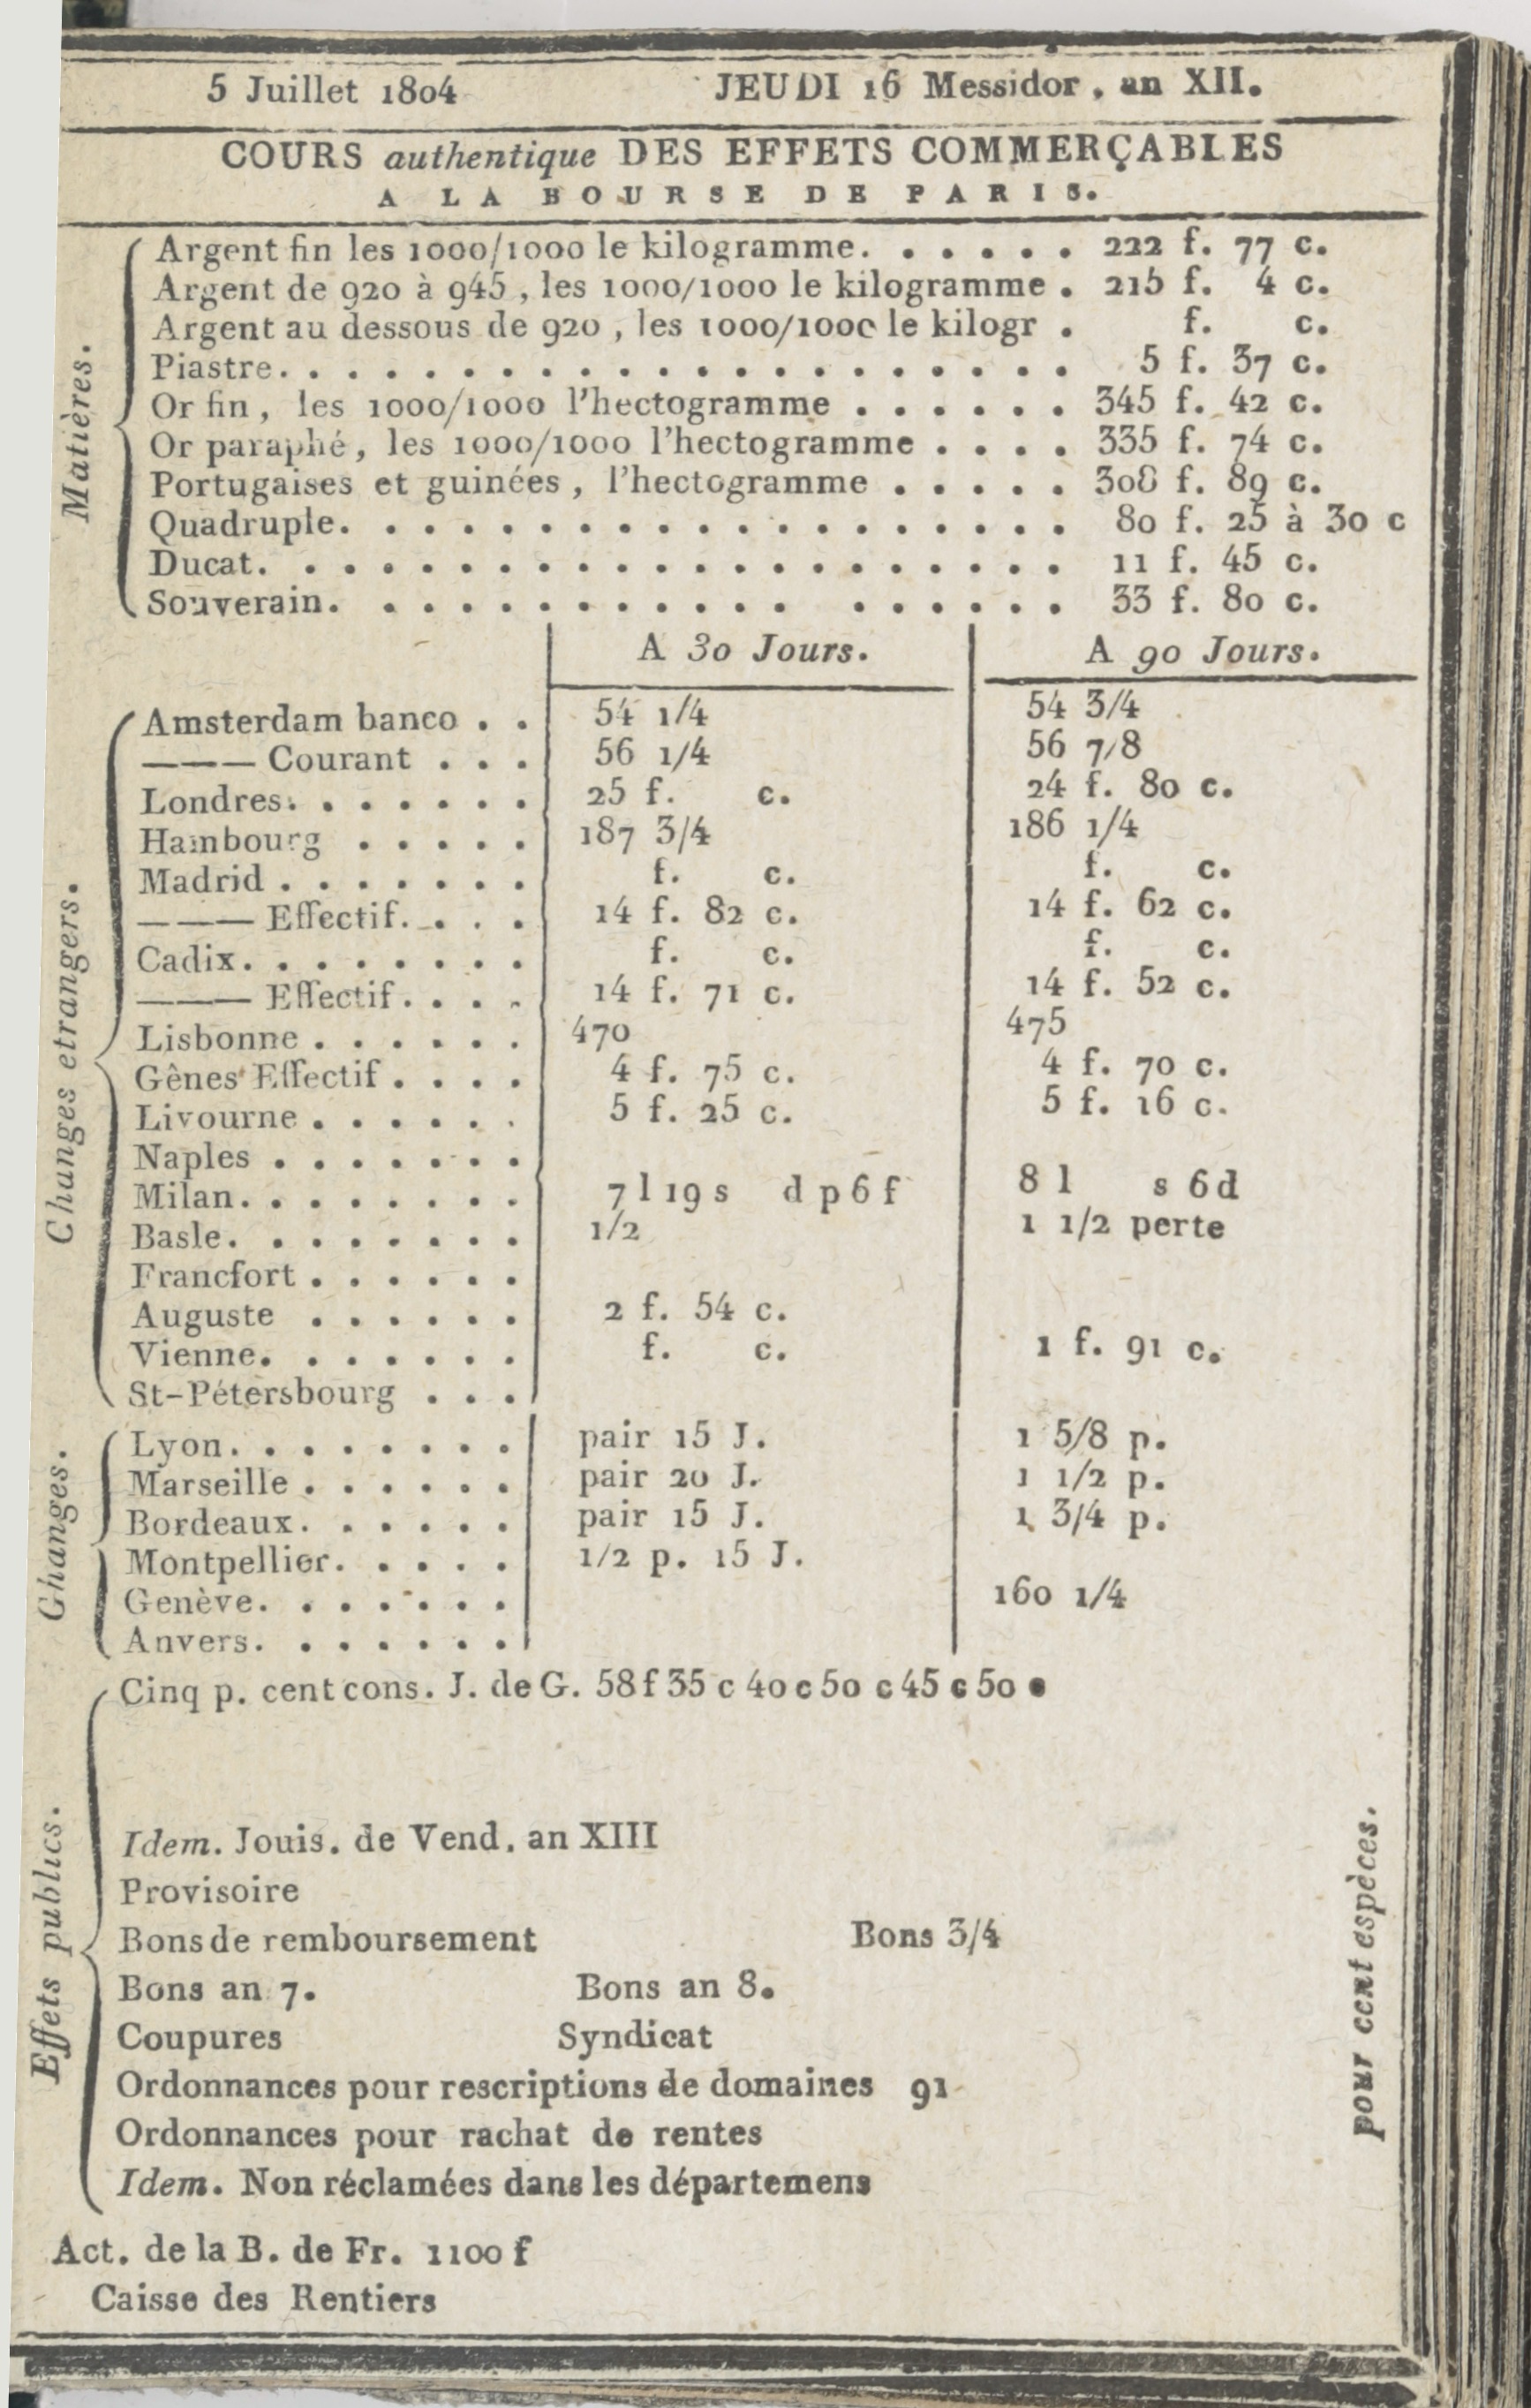 5 Juillet 1804 JEUDI 16 Messidor, an XII.
COURS authentique DES EFFETS COMMERÇABLES
A LA BOURSE DE PARIS.
Matières.
Argent fin les 1000/1000 le kilogramme. . . . . . 222 f. 77 c.
Argent de 920 à 945, les 1000/1000 le kilogramme . 215 f. 4 c.
Argent au dessous de 920, les 1000/1000 le kilogr . f. c.
Piastre. . . . . . . . . . . . . . . . . . . . . 5 f. 37 c.
Or fin, les 1000/1000 l'hectogramme . . . . . . 345 f. 42 c.
Or paraphé, les 1000/1000 l'hectogramme . . . . 335 f. 74 c.
Portugaises et guinées, l'hectogramme . . . . . 308 f. 89 c.
Quadruple. . . . . . . . . . . . . . . . . . . 80 f. 25 à 30 c
Ducat. . . . . . . . . . . . . . . . . . . . . 11 f. 45 c.
Souverain. . . . . . . . . . . . . . . . . . 33 f. 80 c.
A 30 Jours. A 90 Jours.
Changes etrangers.
Amsterdam banco . . 54 1/4 54 3/4
——— Courant . . . 56 1/4 56 7/8
Londres. . . . . . . 25 f. c. 24 f. 80 c.
Hambourg . . . . . 187 3/4 186 1/4
Madrid . . . . . . . f. c. f. c.
——— Effectif. . . . 14 f. 82 c. 14 f. 62 c.
Cadix. . . . . . . . f. c. f. c.
——— Effectif. . . . 14 f. 71 c. 14 f. 52 c.
Lisbonne . . . . . . 470 475
Gênes Effectif . . . . 4 f. 75 c. 4 f. 70 c.
Livourne . . . . . . 5 f. 25 c. 5 f. 16 c.
Naples . . . . . . .
Milan. . . . . . . . 7 l 19 s d p 6 f 8 l s 6 d
Basle. . . . . . . . 1/2 1 1/2 perte
Francfort . . . . . .
Auguste . . . . . . 2 f. 54 c.
Vienne. . . . . . . f. c. 1 f. 91 c.
St-Pétersbourg . . .
Ghanges.
Lyon. . . . . . . . pair 15 J. 1 5/8 p.
Marseille . . . . . . pair 20 J. 1 1/2 p.
Bordeaux. . . . . . pair 15 J. 1 3/4 p.
Montpellier. . . . . 1/2 p. 15 J.
Genève. . . . . . . 160 1/4
Anvers. . . . . . .
Effets publics.
Cinq p. cent cons. J. de G. 58 f 35 c 40 c 50 c 45 c 50 c
Idem. Jouis. de Vend. an XIII
Provisoire
Bons de remboursement Bons 3/4
Bons an 7. Bons an 8.
Coupures Syndicat
Ordonnances pour rescriptions de domaines 91
Ordonnances pour rachat de rentes
Idem. Non réclamées dans les départemens
pour cent espèces.
Act. de la B. de Fr. 1100 f
Caisse des Rentiers